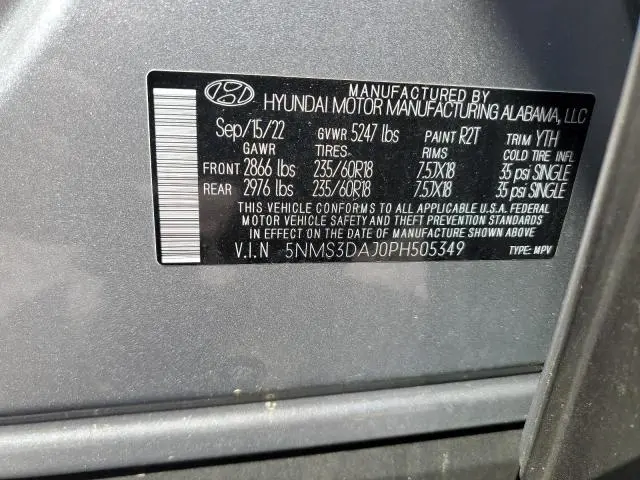 MANUFACTURED BY
HYUNDAI MOTOR MANUFACTURING ALABAMA, LLC
Sep/15/22 GVWR 5247 lbs PAINT R2T TRIM YTH
GAWR TIRES RIMS COLD TIRE INFL
FRONT 2866 lbs 235/60R18 7.5JX18 35 psi SINGLE
REAR 2976 lbs 235/60R18 7.5JX18 35 psi SINGLE
THIS VEHICLE CONFORMS TO ALL APPLICABLE U.S.A FEDERAL
MOTOR VEHICLE SAFETY AND THEFT PREVENTION STANDARDS
IN EFFECT ON THE DATE OF MANUFACTURE SHOWN ABOVE
V.I.N 5NMS3DAJ0PH505349 TYPE: MPV